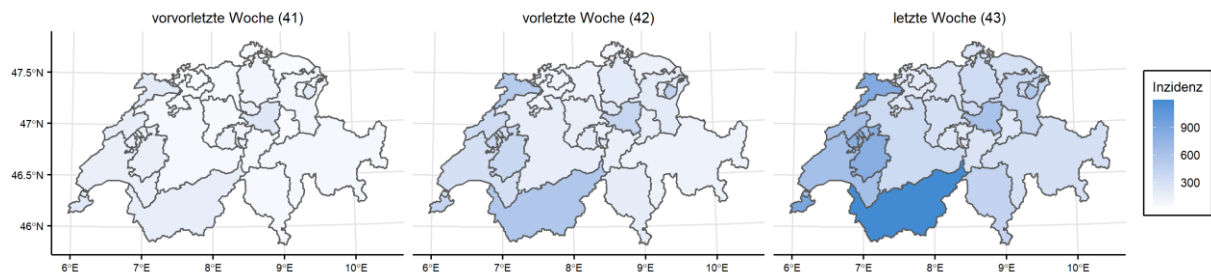 vorvorletzte Woche (41)
vorletzte Woche (42)
letzte Woche (43)
47.5°N
47°N
46.5°N
46°N
6°E 7°E 8°E 9°E 10°E
6°E 7°E 8°E 9°E 10°E
6°E 7°E 8°E 9°E 10°E
Inzidenz
900
600
300